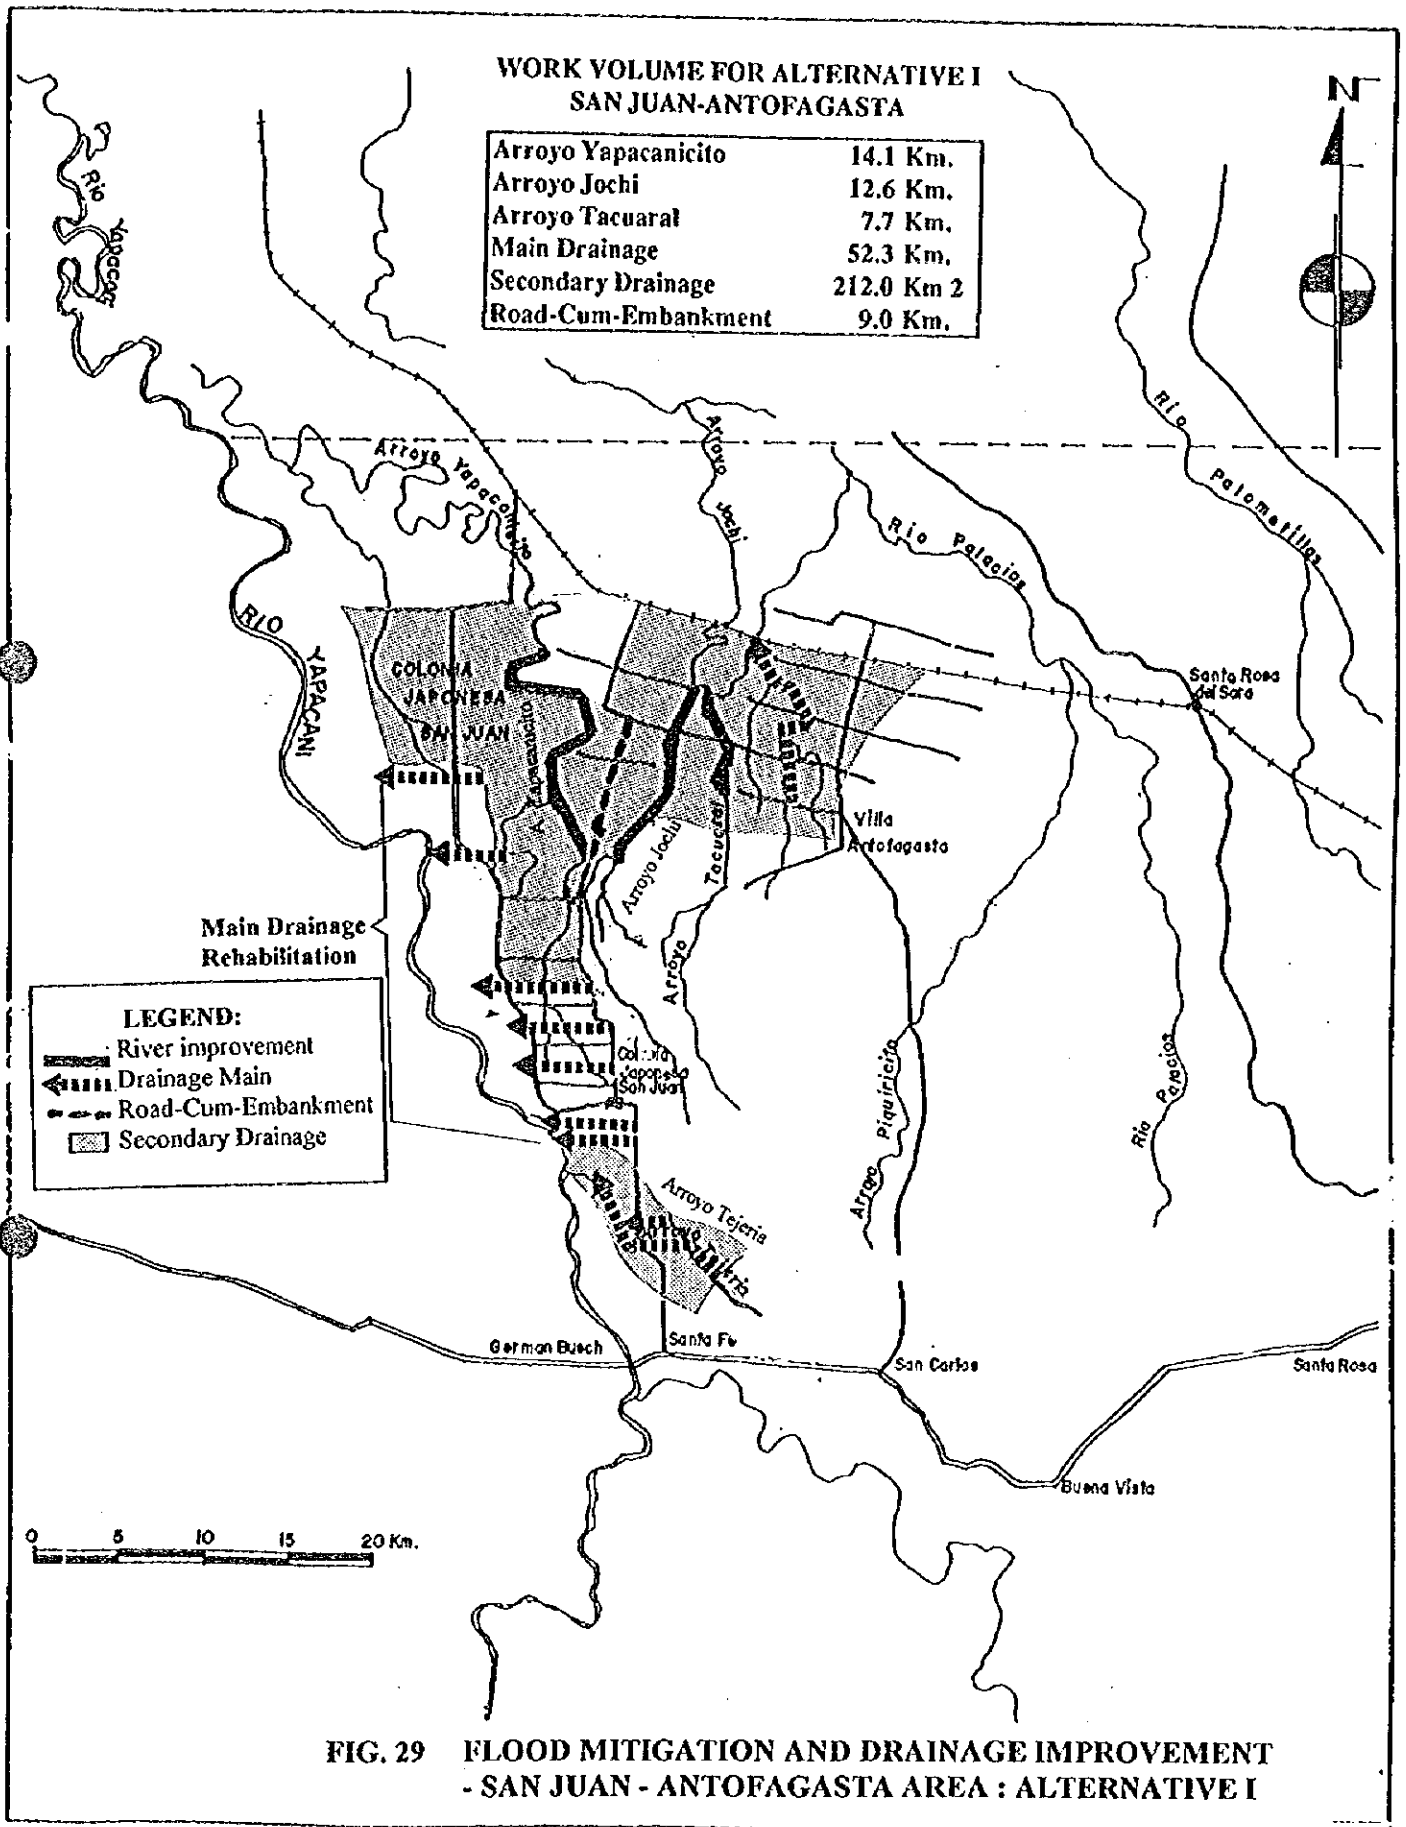 WORK VOLUME FOR ALTERNATIVE I
SAN JUAN-ANTOFAGASTA
N
Arroyo Yapacanicito 14.1 Km.
Arroyo Jochi 12.6 Km.
Arroyo Tacuaral 7.7 Km.
Main Drainage 52.3 Km.
Secondary Drainage 212.0 Km 2
Road-Cum-Embankment 9.0 Km.
Rio
Yapacani
Rio
Palometillas
Arroyo
Jochi
Arroyo Yapacanicito
Rio Palacios
RIO
YAPACANI
COLONIA
JAPONESA
SAN JUAN
A. Yapacanicito
Santa Rosa
del Sara
Villa
Antofagasta
Arroyo Jochi
Arroyo
Tacuaral
Main Drainage
Rehabilitation
LEGEND:
River improvement
Drainage Main
Road-Cum-Embankment
Secondary Drainage
Colonia
Japonesa
San Juan
Arroyo Piquiricito
Rio Palacios
Arroyo Tejeria
Arroyo Tejeria
German Busch
Santa Fe
San Carlos
Santa Rosa
Buena Vista
0 5 10 15 20 Km.
FIG. 29 FLOOD MITIGATION AND DRAINAGE IMPROVEMENT
- SAN JUAN - ANTOFAGASTA AREA : ALTERNATIVE I